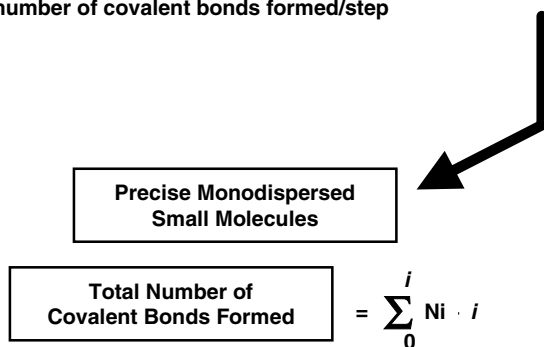 number of covalent bonds formed/step
Precise Monodispersed
Small Molecules
Total Number of
Covalent Bonds Formed
i
= ∑ Ni · i
0